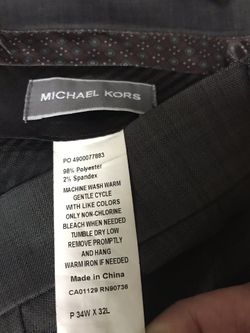 MICHAEL KORS
PO 4900077883
98% Polyester
2% Spandex
MACHINE WASH WARM
GENTLE CYCLE
WITH LIKE COLORS
ONLY NON-CHLORINE
BLEACH WHEN NEEDED
TUMBLE DRY LOW
REMOVE PROMPTLY AND
HANG
WARM IRON IF NEEDED
Made in China
CA01129 RN90736
P 34W X 32L